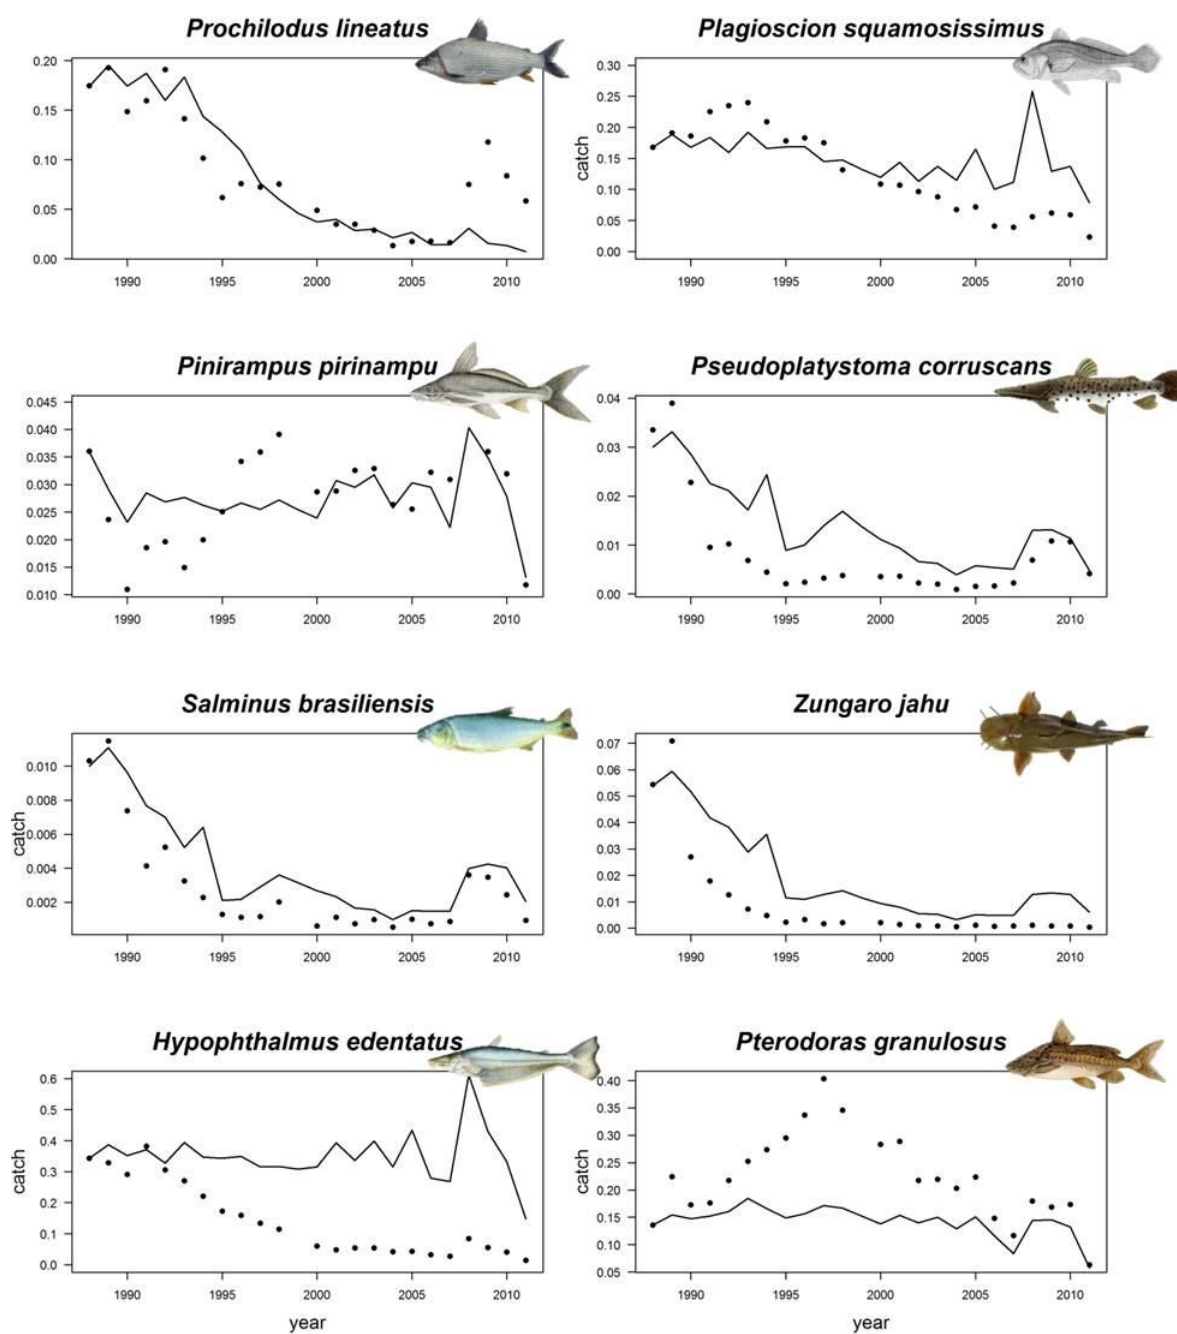 Prochilodus lineatus
0.20
0.15
0.10
0.05
0.00
1990 1995 2000 2005 2010
Plagioscion squamosissimus
catch
0.30
0.25
0.20
0.15
0.10
0.05
0.00
1990 1995 2000 2005 2010
Pinirampus pirinampu
0.045
0.040
0.035
0.030
0.025
0.020
0.015
0.010
1990 1995 2000 2005 2010
Pseudoplatystoma corruscans
0.04
0.03
0.02
0.01
0.00
1990 1995 2000 2005 2010
Salminus brasiliensis
catch
0.010
0.008
0.006
0.004
0.002
1990 1995 2000 2005 2010
Zungaro jahu
0.07
0.06
0.05
0.04
0.03
0.02
0.01
0.00
1990 1995 2000 2005 2010
Hypophthalmus edentatus
catch
0.6
0.5
0.4
0.3
0.2
0.1
0.0
1990 1995 2000 2005 2010
year
Pterodoras granulosus
catch
0.40
0.35
0.30
0.25
0.20
0.15
0.10
0.05
1990 1995 2000 2005 2010
year